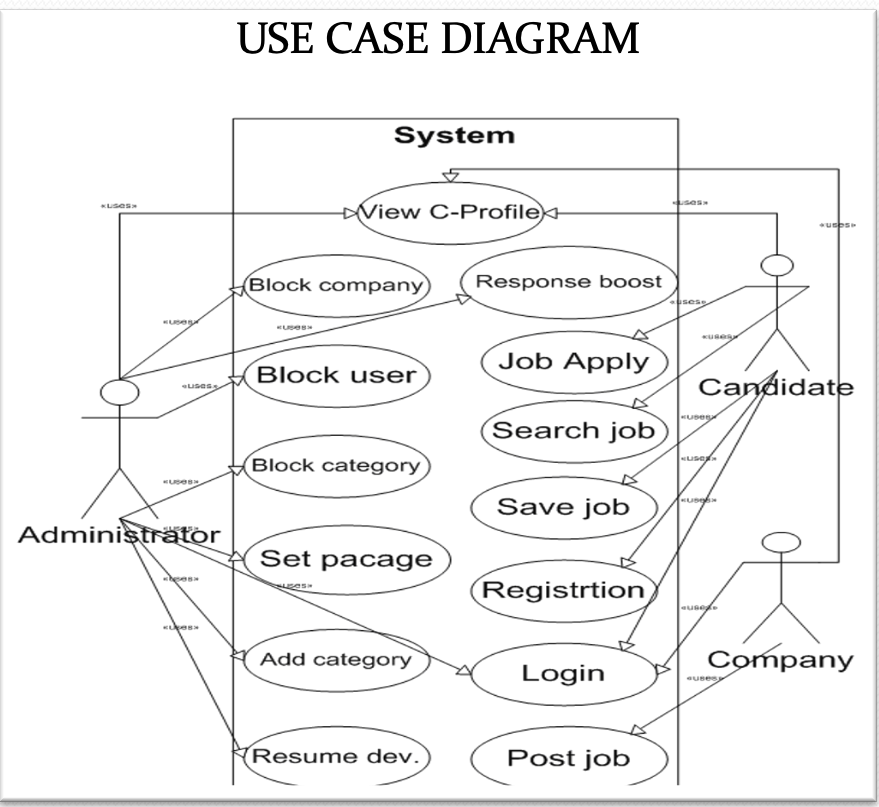 USE CASE DIAGRAM
System
«uses»
«uses»
«uses»
View C-Profile
Block company
Response boost
«uses»
«uses»
«uses»
«uses»
Job Apply
Block user
«uses»
Candidate
«uses»
Search job
Block category
«uses»
«uses»
Save job
«uses»
Administrator
«uses»
Set pacage
«uses»
«uses»
Registrtion
«uses»
«uses»
Add category
Login
Company
«uses»
Resume dev.
Post job